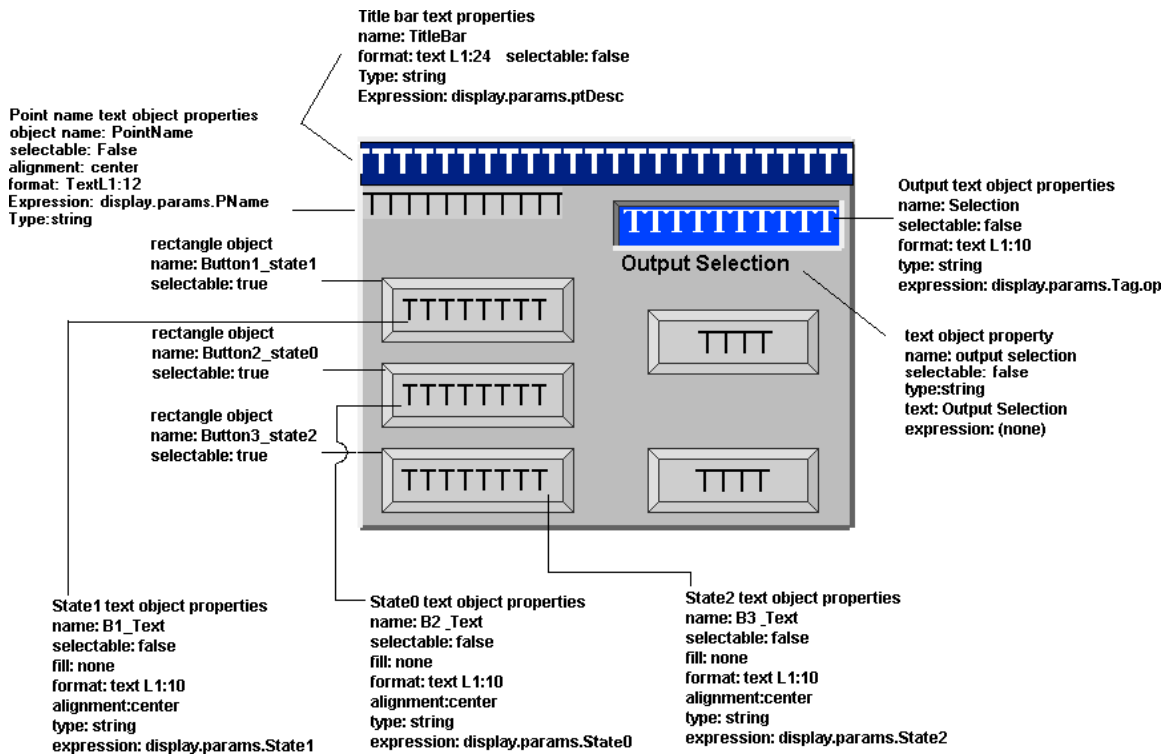 Title bar text properties
name: TitleBar
format: text L1:24 selectable: false
Type: string
Expression: display.params.ptDesc
Point name text object properties
object name: PointName
selectable: False
alignment: center
format: TextL1:12
Expression: display.params.PName
Type:string
TTTTTTTTTTTTTTTTTTTTTTTT
TTTTTTTTTTT
TTTTTTTTTT
Output Selection
Output text object properties
name: Selection
selectable: false
format: text L1:10
type: string
expression: display.params.Tag.op
rectangle object
name: Button1_state1
selectable: true
TTTTTTTT
TTTT
rectangle object
name: Button2_state0
selectable: true
TTTTTTTT
text object property
name: output selection
selectable: false
type:string
text: Output Selection
expression: (none)
rectangle object
name: Button3_state2
selectable: true
TTTTTTTT
TTTT
State1 text object properties
name: B1_Text
selectable: false
fill: none
format: text L1:10
alignment:center
type: string
expression: display.params.State1
State0 text object properties
name: B2 _Text
selectable: false
fill: none
format: text L1:10
alignment:center
type: string
expression: display.params.State0
State2 text object properties
name: B3 _Text
selectable: false
fill: none
format: text L1:10
alignment:center
type: string
expression: display.params.State2